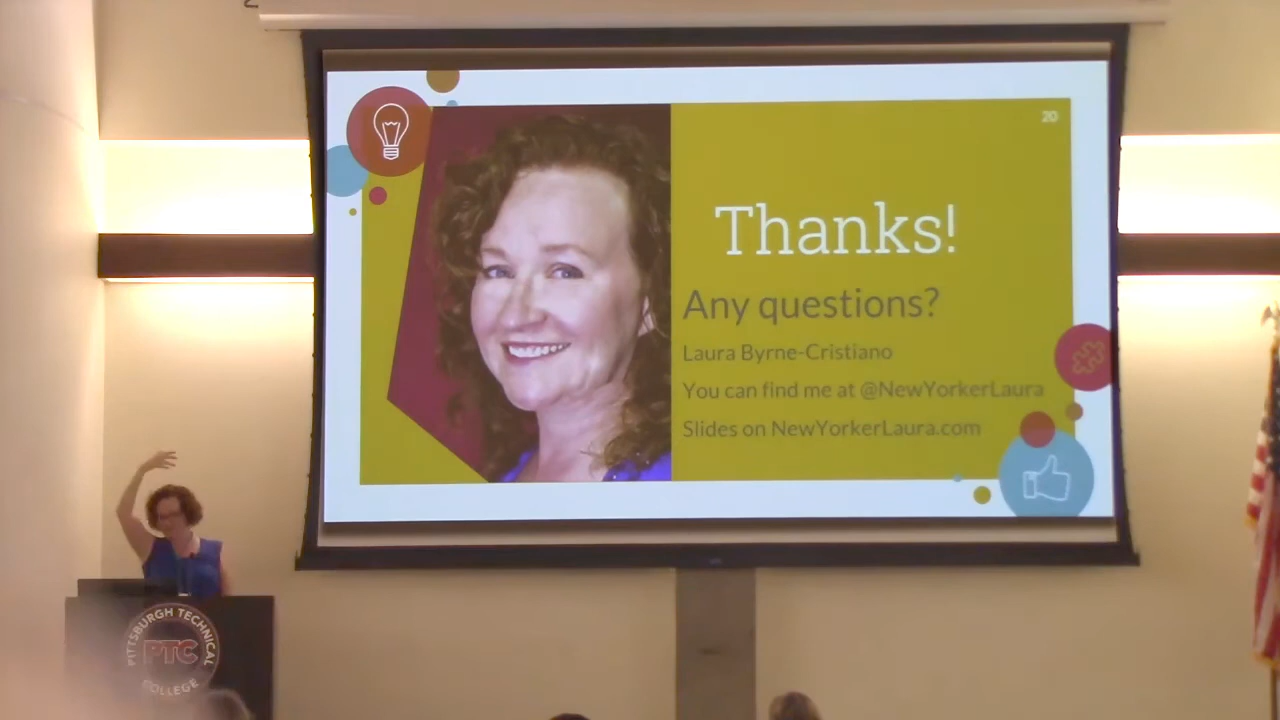 20
Thanks!
Any questions?
Laura Byrne-Cristiano
You can find me at @NewYorkerLaura
Slides on NewYorkerLaura.com
PITTSBURGH TECHNICAL
PTC
COLLEGE